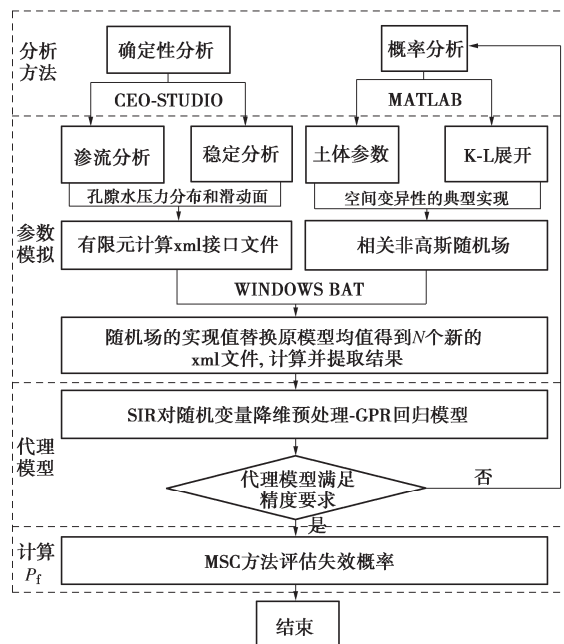 分析
方法
确定性分析
概率分析
CEO-STUDIO
MATLAB
渗流分析
稳定分析
土体参数
K-L展开
孔隙水压力分布和滑动面
空间变异性的典型实现
参数
模拟
有限元计算xml接口文件
相关非高斯随机场
WINDOWS BAT
随机场的实现值替换原模型均值得到N个新的
xml文件, 计算并提取结果
代理
模型
SIR对随机变量降维预处理-GPR回归模型
代理模型满足
精度要求
否
是
计算
Pf
MSC方法评估失效概率
结束